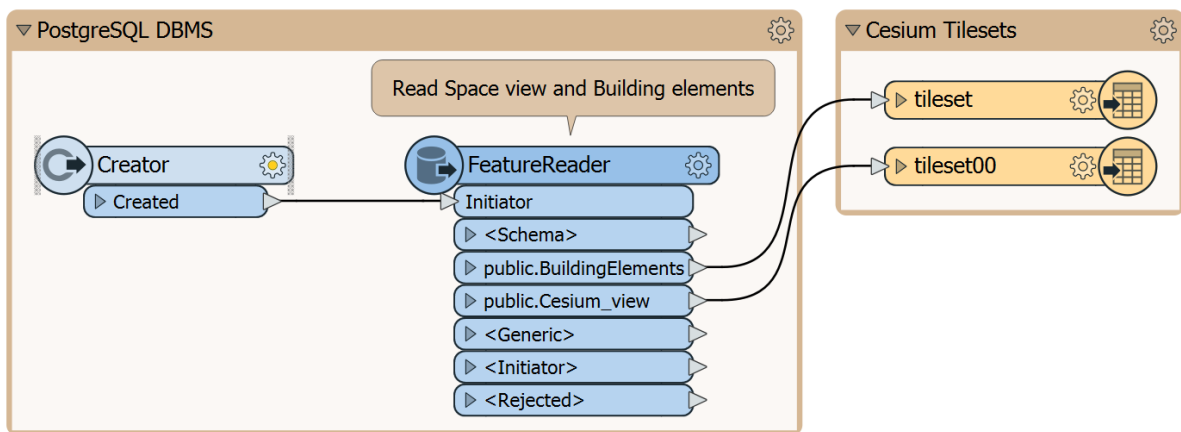 PostgreSQL DBMS
Cesium Tilesets
Read Space view and Building elements
tileset
Creator
FeatureReader
tileset00
Created
Initiator
<Schema>
public.BuildingElements
public.Cesium_view
<Generic>
<Initiator>
<Rejected>